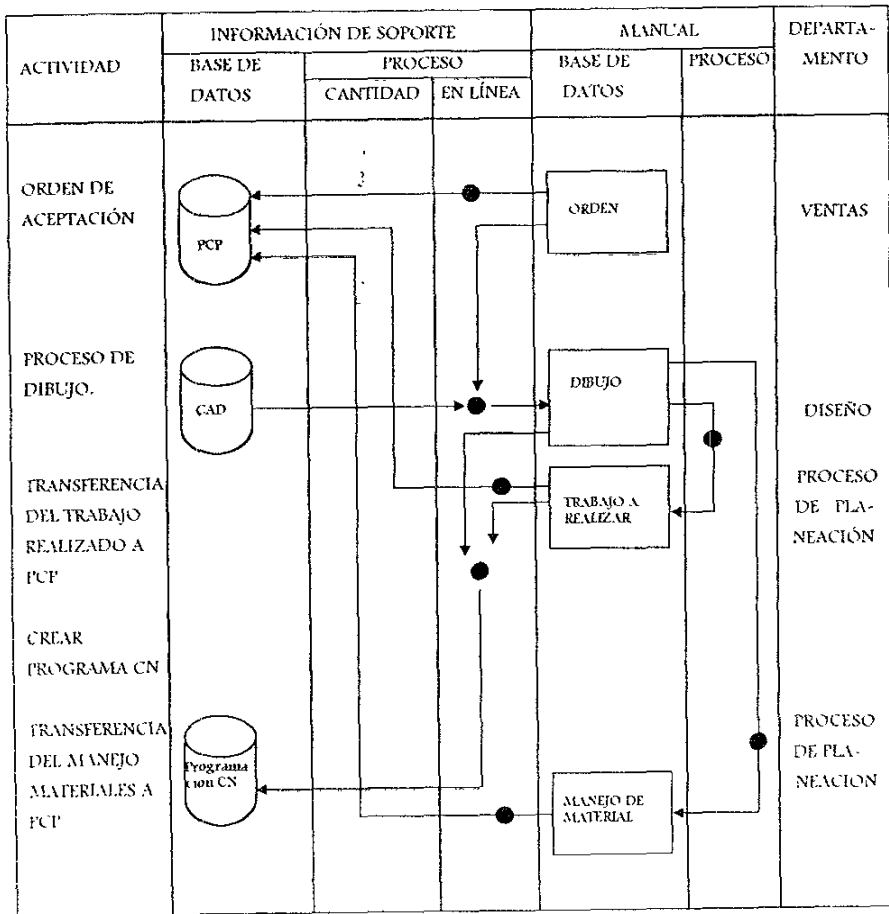 ACTIVIDAD
INFORMACIÓN DE SOPORTE
MANUAL
DEPARTA-
MENTO
BASE DE
DATOS
PROCESO
CANTIDAD
EN LÍNEA
BASE DE
DATOS
PROCESO
ORDEN DE
ACEPTACIÓN
PCP
ORDEN
VENTAS
PROCESO DE
DIBUJO.
CAD
DIBUJO
DISEÑO
TRANSFERENCIA
DEL TRABAJO
REALIZADO A
PCP
TRABAJO A
REALIZAR
PROCESO
DE PLA-
NEACIÓN
CREAR
PROGRAMA CN
TRANSFERENCIA
DEL MANEJO
MATERIALES A
PCP
Programa
cion CN
MANEJO DE
MATERIAL
PROCESO
DE PLA-
NEACION